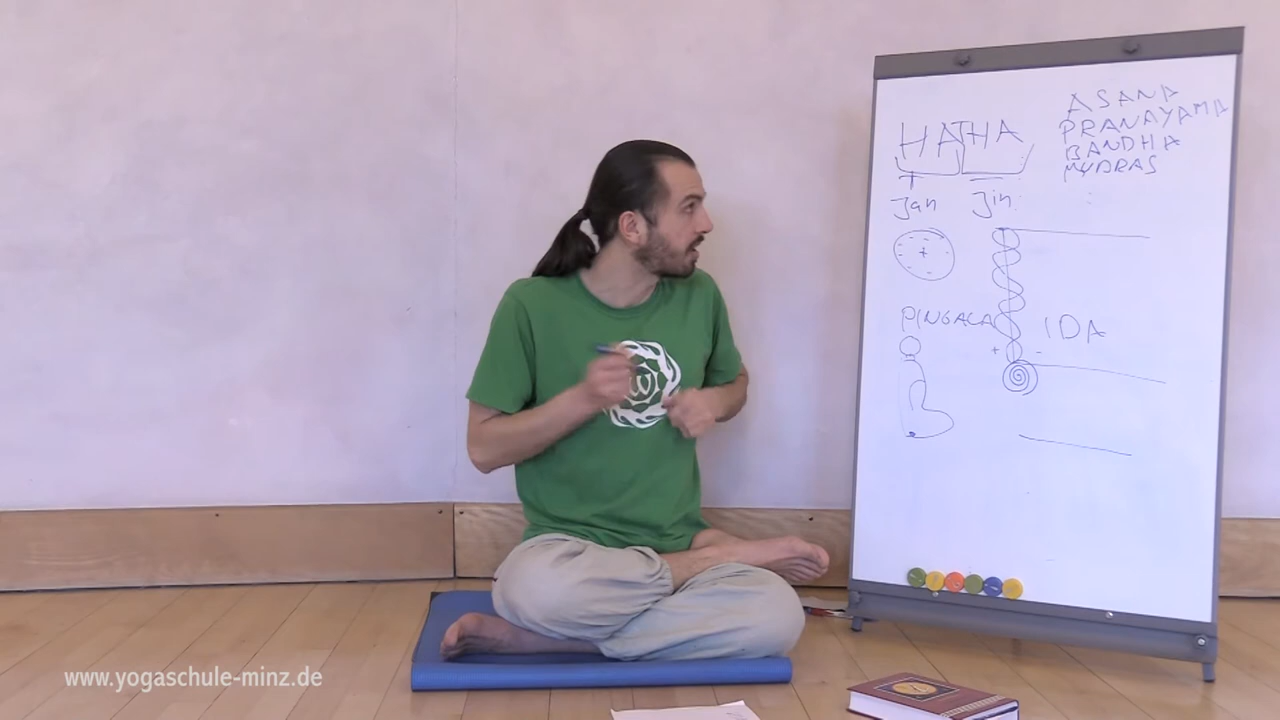 HATHA
ASANA
PRANAYAMA
BANDHA
MUDRAS
+
Jan
Jin
+
PINGALA
IDA
+ -
www.yogaschule-minz.de